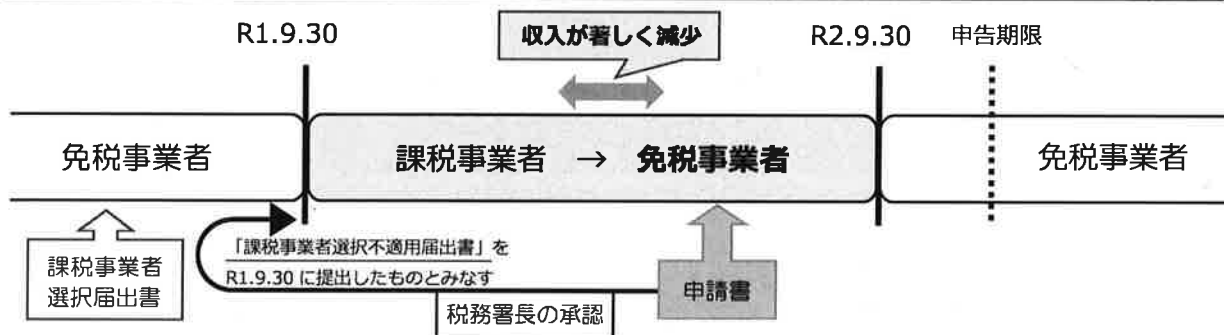 収入が著しく減少
R1.9.30
R2.9.30
申告期限
免税事業者
課税事業者 → 免税事業者
免税事業者
課税事業者
選択届出書
「課税事業者選択不適用届出書」を
R1.9.30 に提出したものとみなす
税務署長の承認
申請書